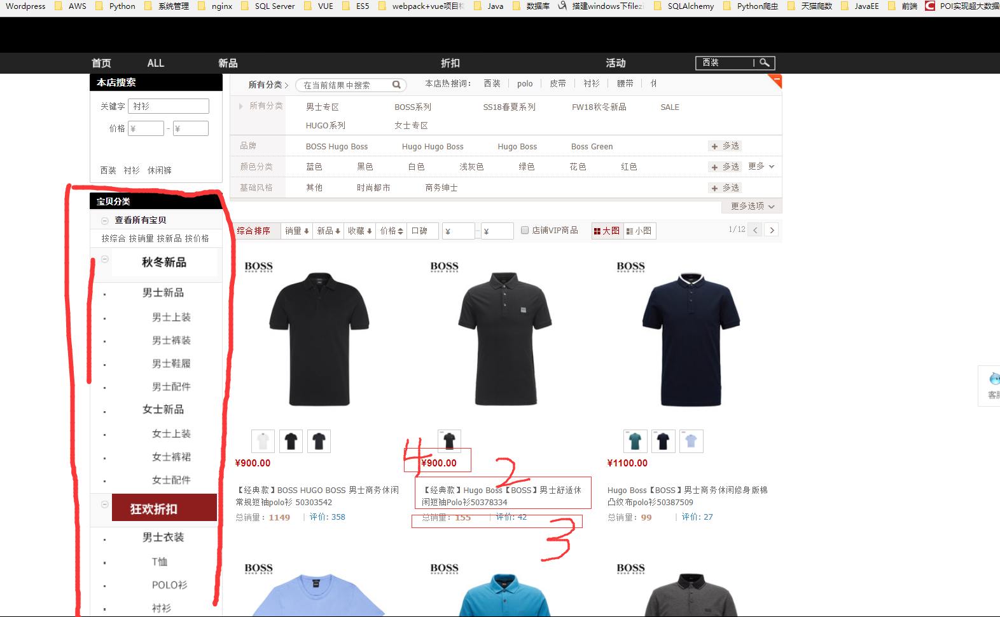 Wordpress AWS Python 系统管理 nginx SQL Server VUE ES5 webpack+vue项目 Java 数据库 搭建windows下filezi SQLAlchemy Python爬虫 天猫爬数 JavaEE 前端 POI实现超大数据
首页 ALL 新品 折扣 活动 西装
本店搜索
关键字 衬衫
价格 ¥ - ¥
西装 衬衫 休闲裤
所有分类 > 在当前结果中搜索 本店热搜词： 西装 polo 皮带 衬衫 腰带
所有分类 男士专区 BOSS系列 SS18春夏系列 FW18秋冬新品 SALE
HUGO系列 女士专区
品牌 BOSS Hugo Boss Hugo Hugo Boss Hugo Boss Boss Green + 多选
颜色分类 蓝色 黑色 白色 浅灰色 绿色 花色 红色 + 多选 更多
基础风格 其他 时尚都市 商务绅士 + 多选
更多选项
宝贝分类
查看所有宝贝
按综合 按销量 按新品 按价格
秋冬新品
男士新品
男士上装
男士裤装
男士鞋履
男士配件
女士新品
女士上装
女士裤裙
女士配件
狂欢折扣
男士衣装
T恤
POLO衫
衬衫
综合排序 销量 新品 收藏 价格 口碑 ¥ - ¥ 店铺VIP商品 大图 小图 1/12 < >
BOSS
HUGO BOSS
BOSS
HUGO BOSS
BOSS
HUGO BOSS
¥900.00
【经典款】BOSS HUGO BOSS 男士商务休闲
常规短袖polo衫 50303542
总销量：1149 评价: 358
4
¥900.00
2
【经典款】Hugo Boss【BOSS】男士舒适休
闲短袖Polo衫50378334
总销量：155 评价: 42
3
¥1100.00
Hugo Boss【BOSS】男士商务休闲修身版棉
凸纹布polo衫50387509
总销量：99 评价: 27
BOSS
HUGO BOSS
BOSS
HUGO BOSS
BOSS
HUGO BOSS
客服